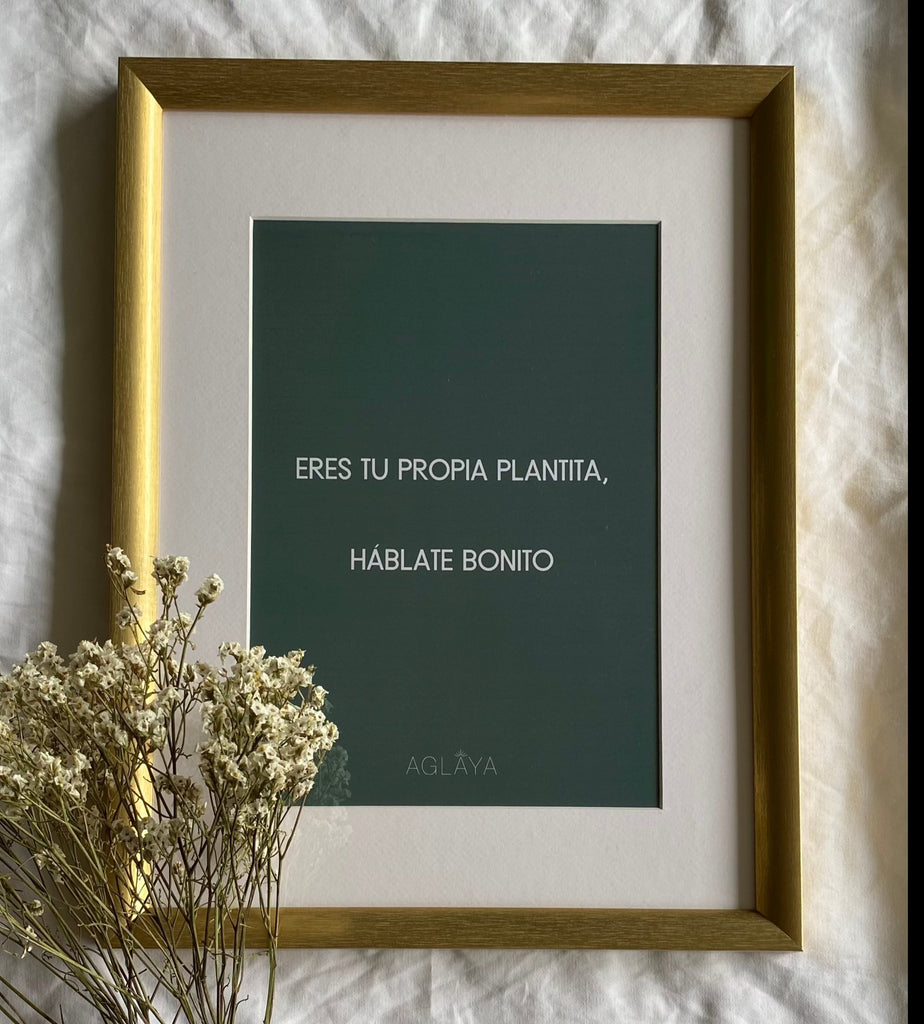 ERES TU PROPIA PLANTITA,
HÁBLATE BONITO
AGLAYA